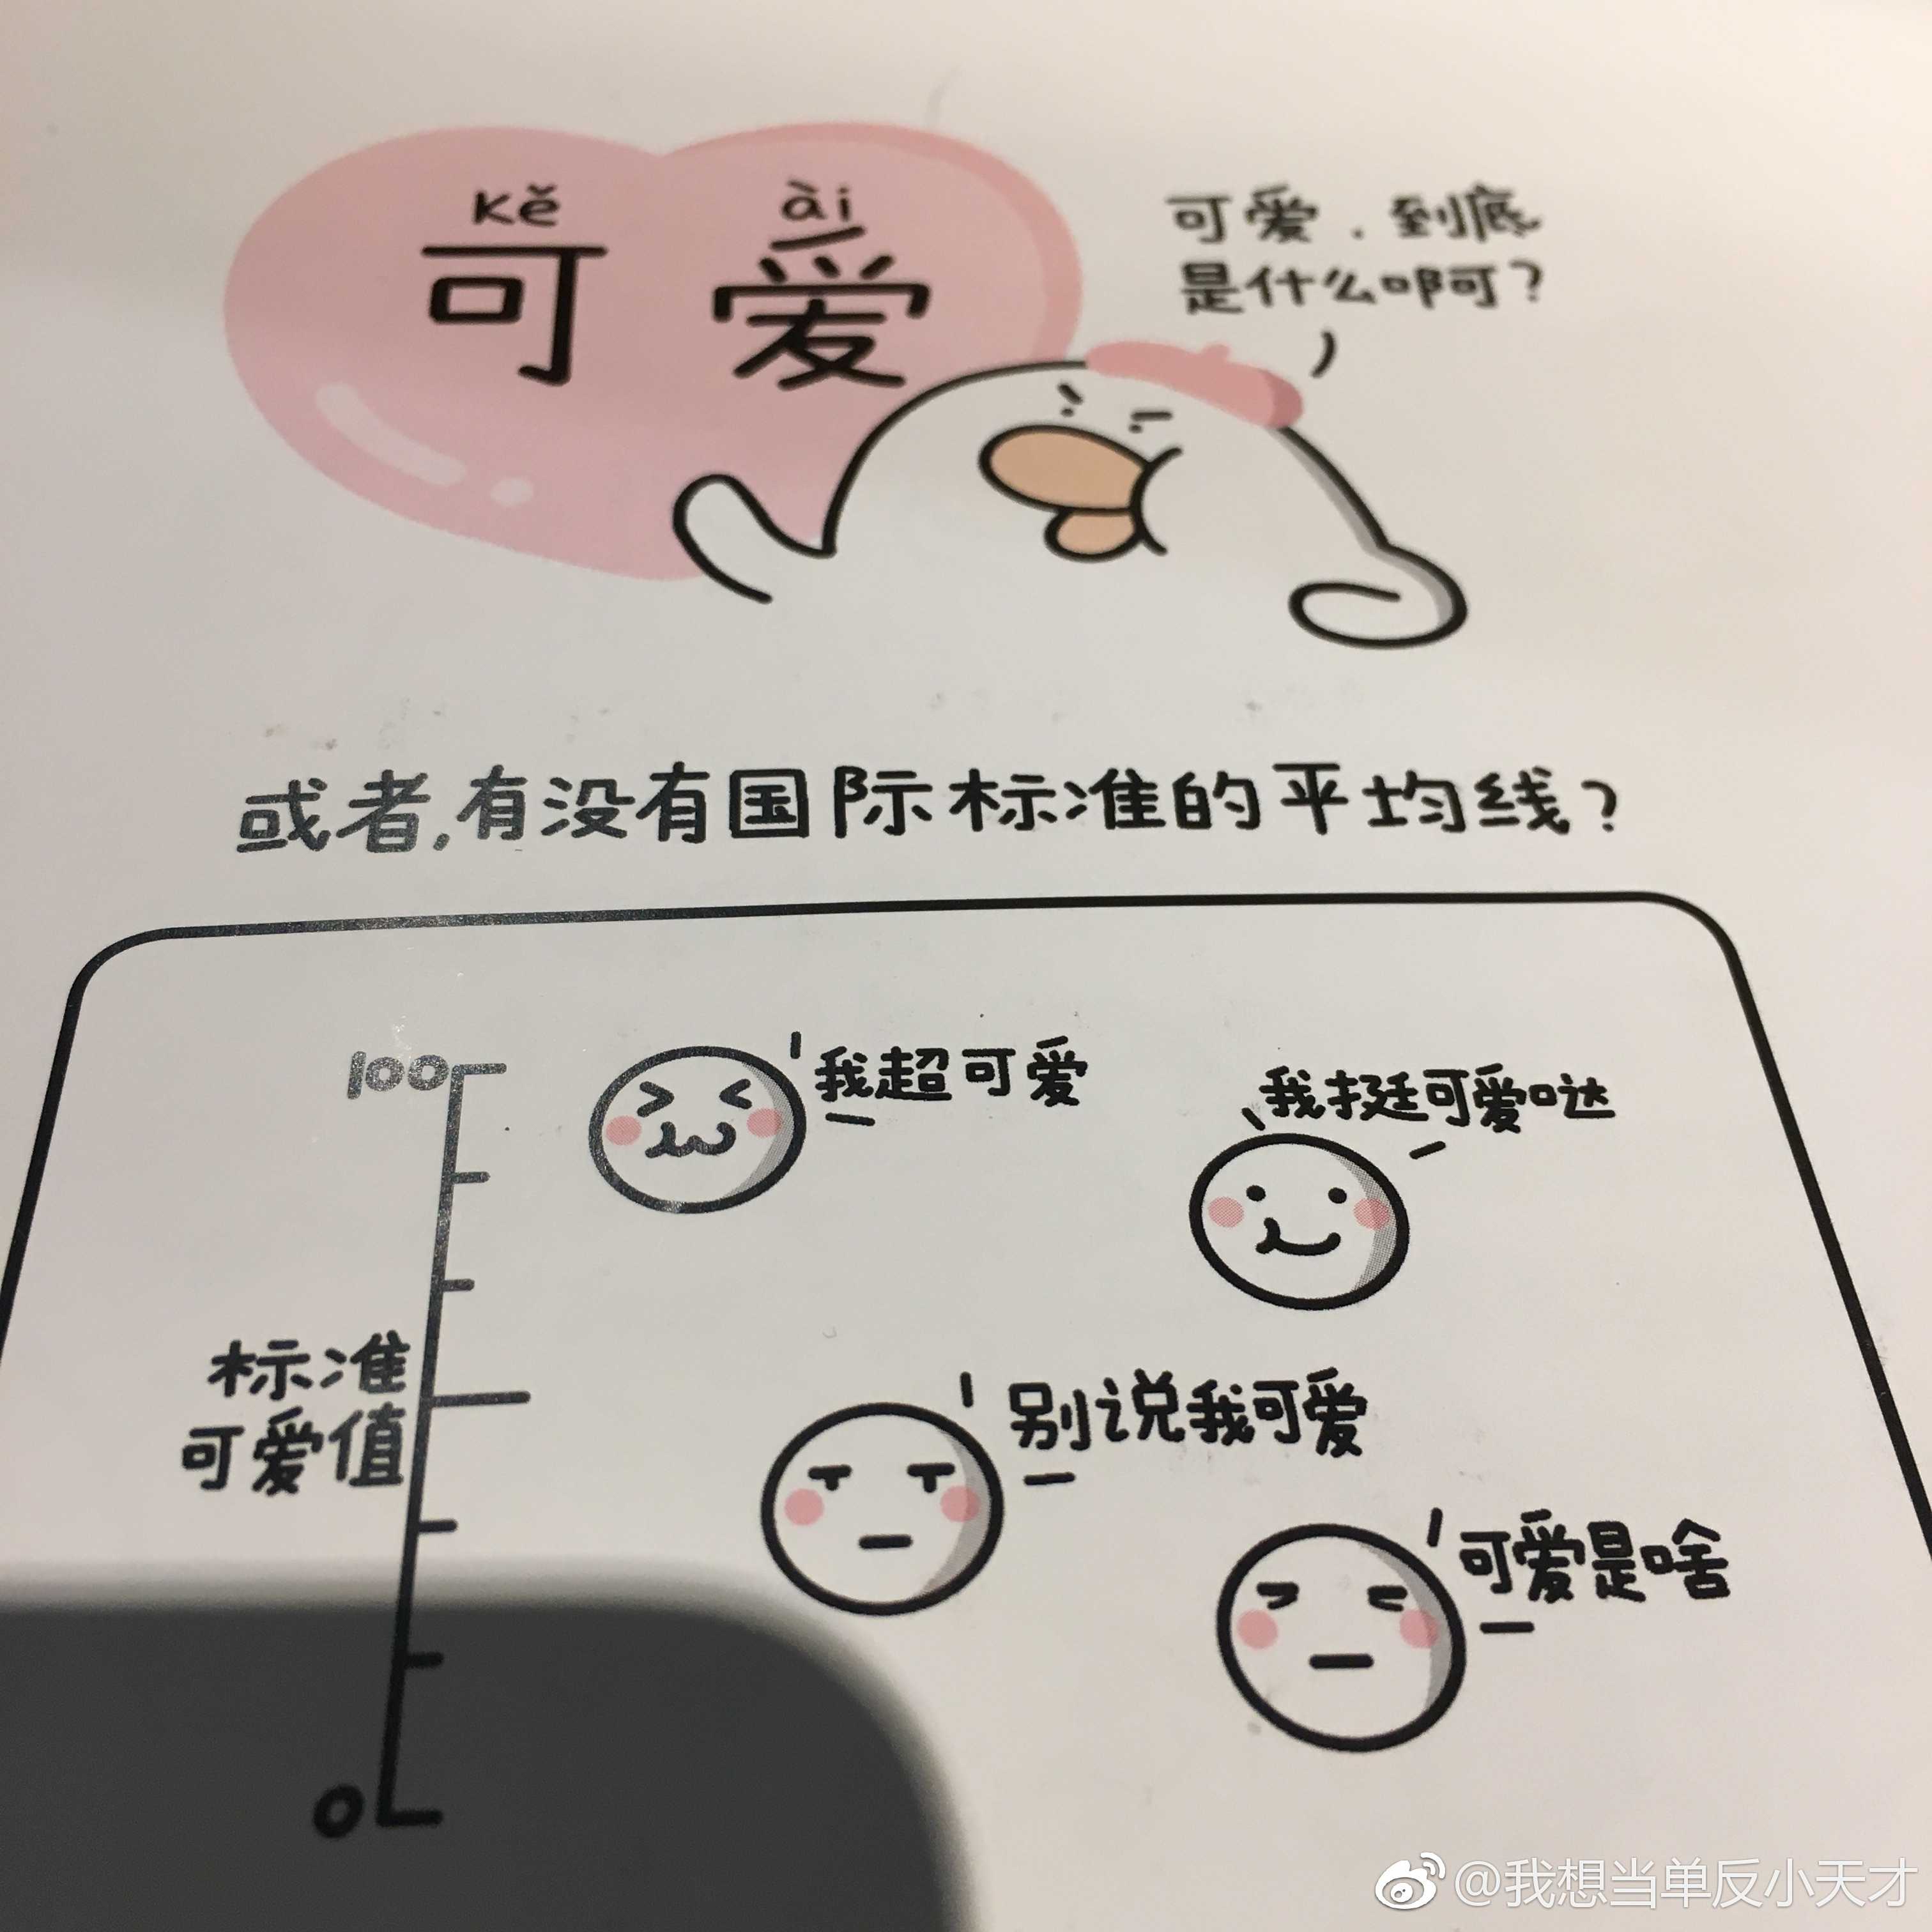 kě ài
可爱
可爱，到底
是什么啊可？
或者,有没有国际标准的平均线？
100
我超可爱
我挺可爱哒
标准
可爱值
别说我可爱
可爱是啥
0
@我想当单反小天才